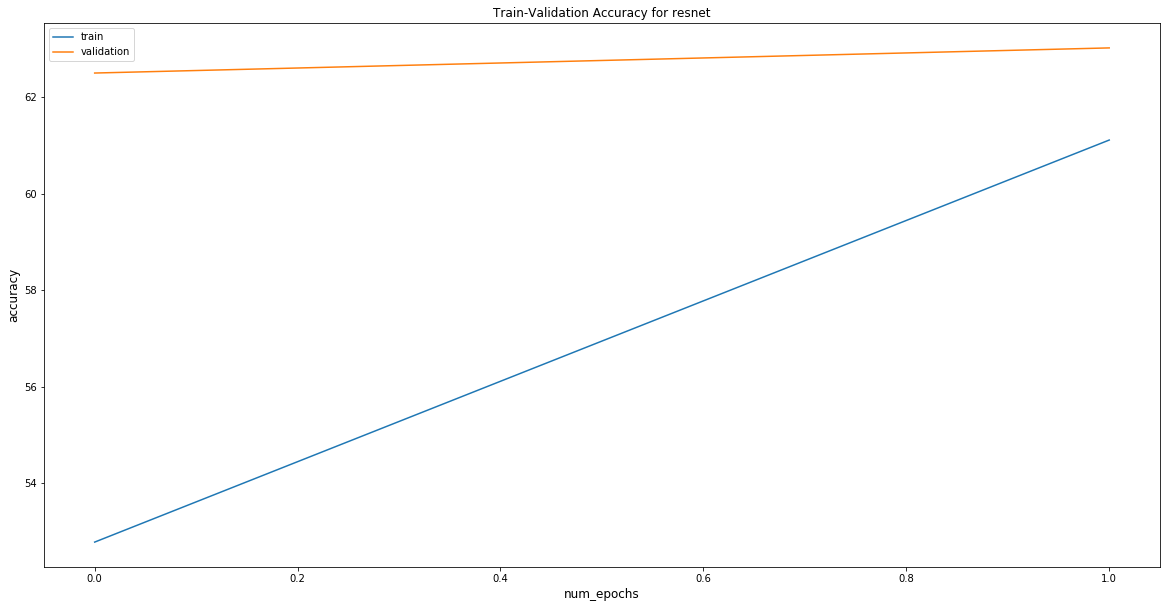 Train-Validation Accuracy for resnet
train
validation
62
60
58
56
54
accuracy
0.0 0.2 0.4 0.6 0.8 1.0
num_epochs